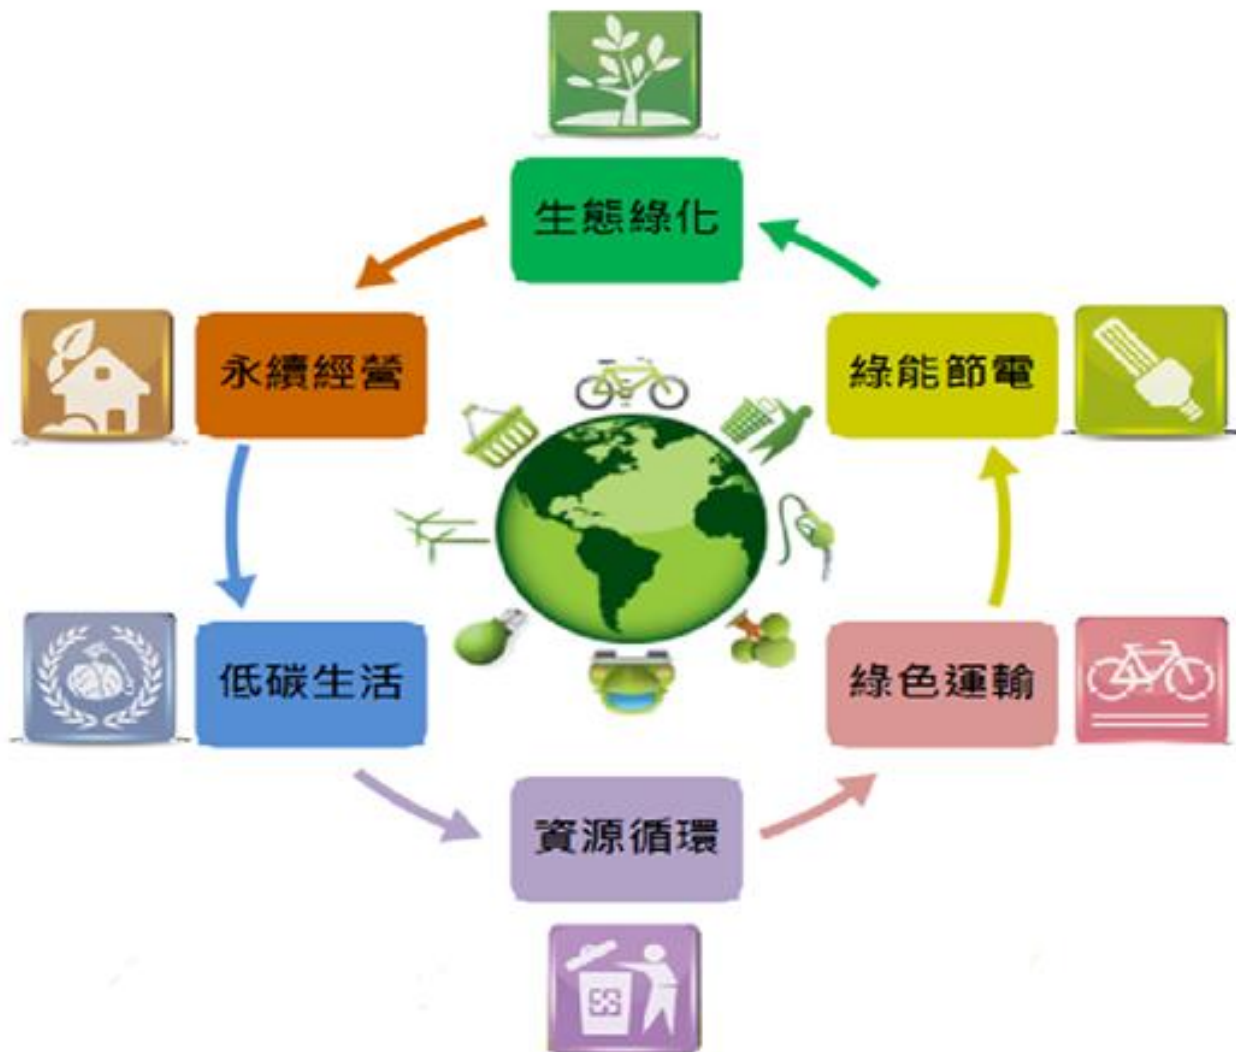 生態綠化
永續經營
綠能節電
低碳生活
綠色運輸
資源循環